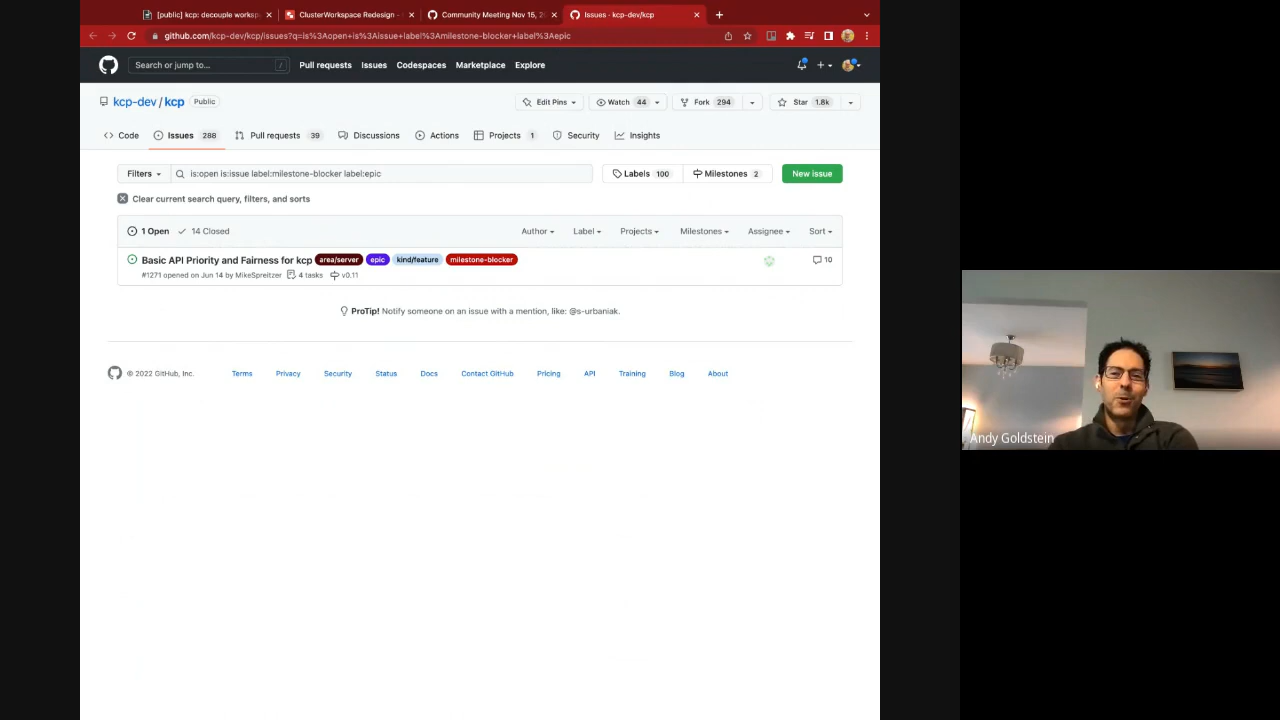 [public] kcp: decouple worksp
ClusterWorkspace Redesign -
Community Meeting Nov 15, 20
Issues · kcp-dev/kcp
github.com/kcp-dev/kcp/issues?q=is%3Aopen+is%3Aissue+label%3Amilestone-blocker+label%3Aepic
Search or jump to... /
Pull requests
Issues
Codespaces
Marketplace
Explore
kcp-dev / kcp Public
Edit Pins
Watch 44
Fork 294
Star 1.8k
Code
Issues 288
Pull requests 39
Discussions
Actions
Projects 1
Security
Insights
Filters
is:open is:issue label:milestone-blocker label:epic
Labels 100
Milestones 2
New issue
Clear current search query, filters, and sorts
1 Open
14 Closed
Author
Label
Projects
Milestones
Assignee
Sort
Basic API Priority and Fairness for kcp area/server epic kind/feature milestone-blocker
10
#1271 opened on Jun 14 by MikeSpreitzer 4 tasks v0.11
ProTip! Notify someone on an issue with a mention, like: @s-urbaniak.
© 2022 GitHub, Inc.
Terms
Privacy
Security
Status
Docs
Contact GitHub
Pricing
API
Training
Blog
About
Andy Goldstein